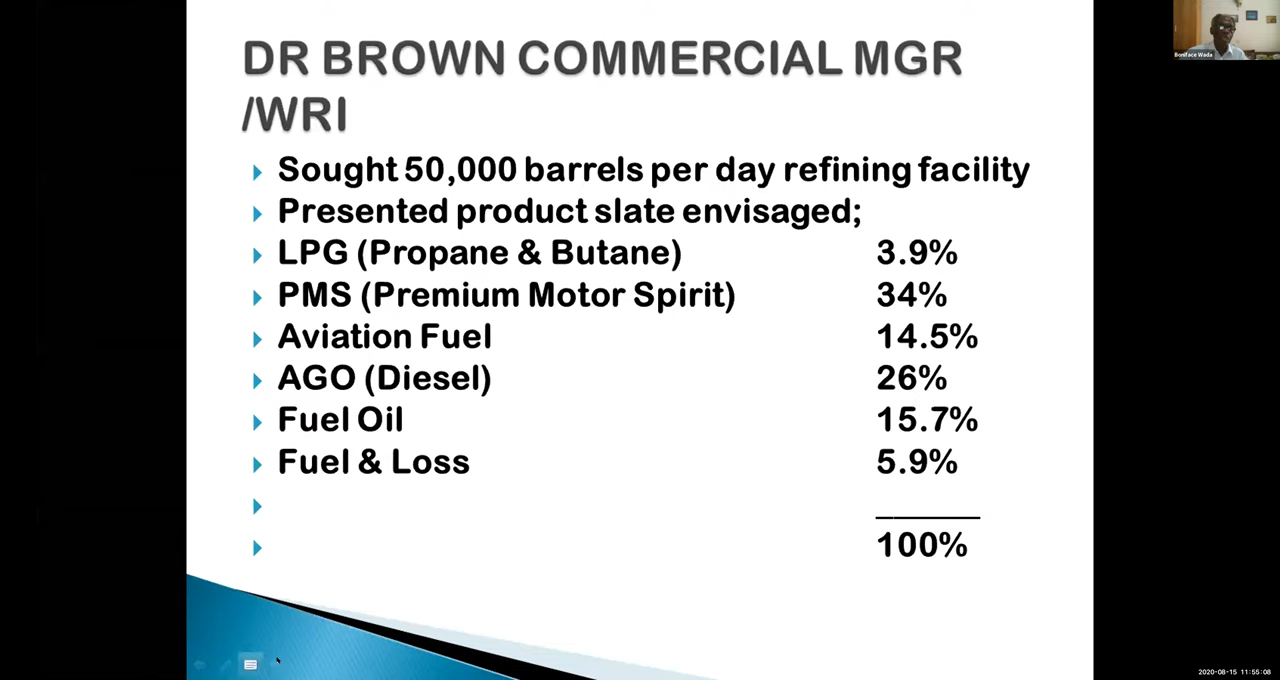 DR BROWN COMMERCIAL MGR
/WRI
Sought 50,000 barrels per day refining facility
Presented product slate envisaged;
LPG (Propane & Butane) 3.9%
PMS (Premium Motor Spirit) 34%
Aviation Fuel 14.5%
AGO (Diesel) 26%
Fuel Oil 15.7%
Fuel & Loss 5.9%
100%
Boniface Wada
2020-08-15 11:55:08